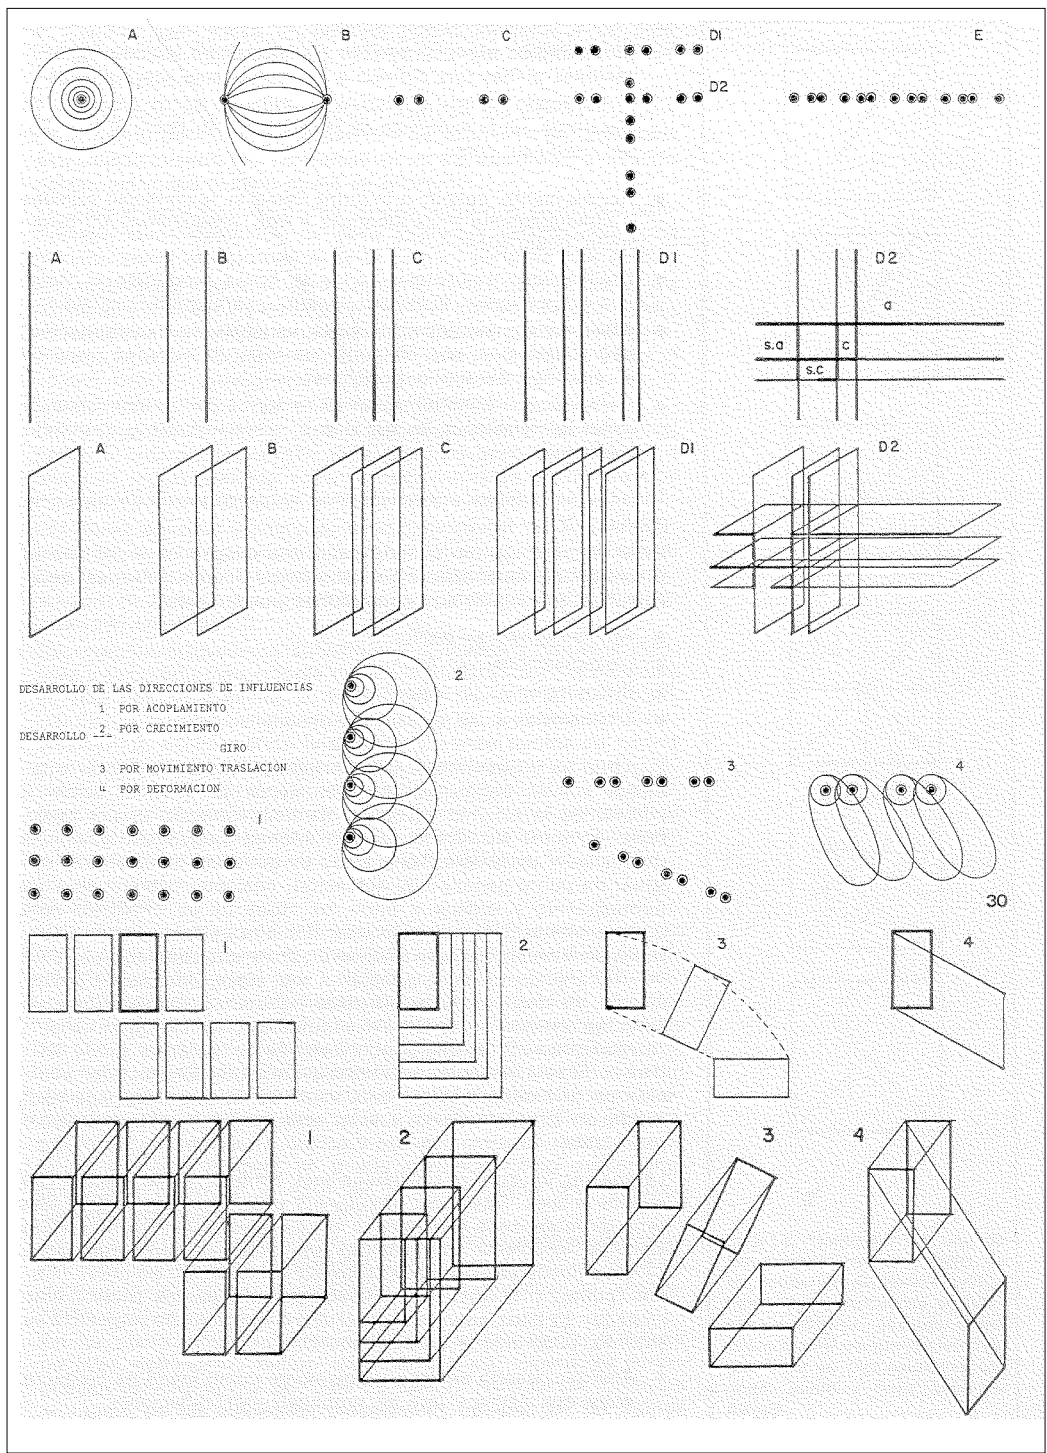 A B C D1 E
D2
A B C D1 D2
a
s.a c
s.c
A B C D1 D2
2
DESARROLLO DE LAS DIRECCIONES DE INFLUENCIAS
1 POR ACOPLAMIENTO
DESARROLLO --- 2 POR CRECIMIENTO
GIRO
3 POR MOVIMIENTO TRASLACION
4 POR DEFORMACION
3 4
1
30
1 2 3 4
1 2 3 4